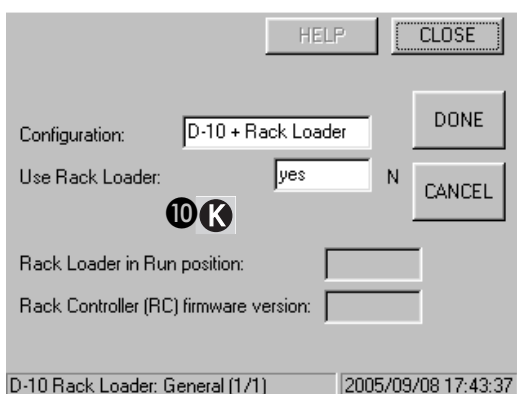 HELP CLOSE
DONE
Configuration: D-10 + Rack Loader
Use Rack Loader: yes N
CANCEL
10 K
Rack Loader in Run position:
Rack Controller (RC) firmware version:
D-10 Rack Loader: General (1/1) 2005/09/08 17:43:37